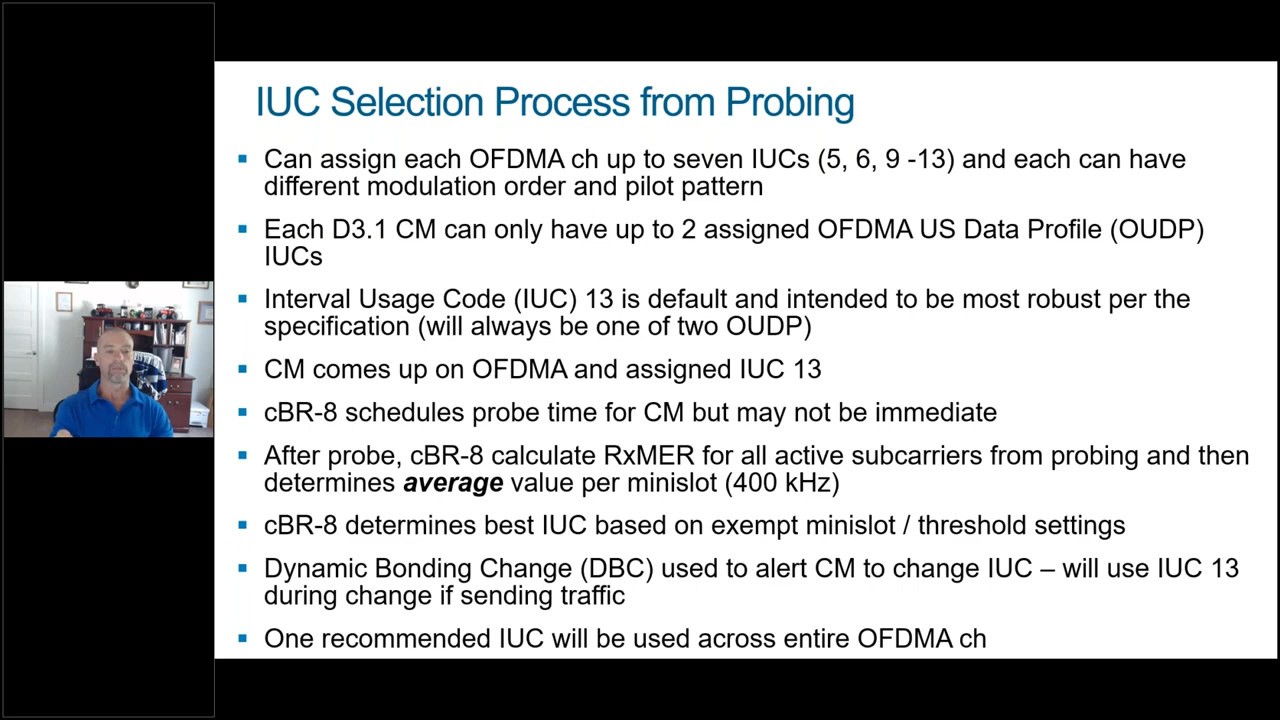 IUC Selection Process from Probing
▪ Can assign each OFDMA ch up to seven IUCs (5, 6, 9 -13) and each can have
different modulation order and pilot pattern
▪ Each D3.1 CM can only have up to 2 assigned OFDMA US Data Profile (OUDP)
IUCs
▪ Interval Usage Code (IUC) 13 is default and intended to be most robust per the
specification (will always be one of two OUDP)
▪ CM comes up on OFDMA and assigned IUC 13
▪ cBR-8 schedules probe time for CM but may not be immediate
▪ After probe, cBR-8 calculate RxMER for all active subcarriers from probing and then
determines average value per minislot (400 kHz)
▪ cBR-8 determines best IUC based on exempt minislot / threshold settings
▪ Dynamic Bonding Change (DBC) used to alert CM to change IUC – will use IUC 13
during change if sending traffic
▪ One recommended IUC will be used across entire OFDMA ch